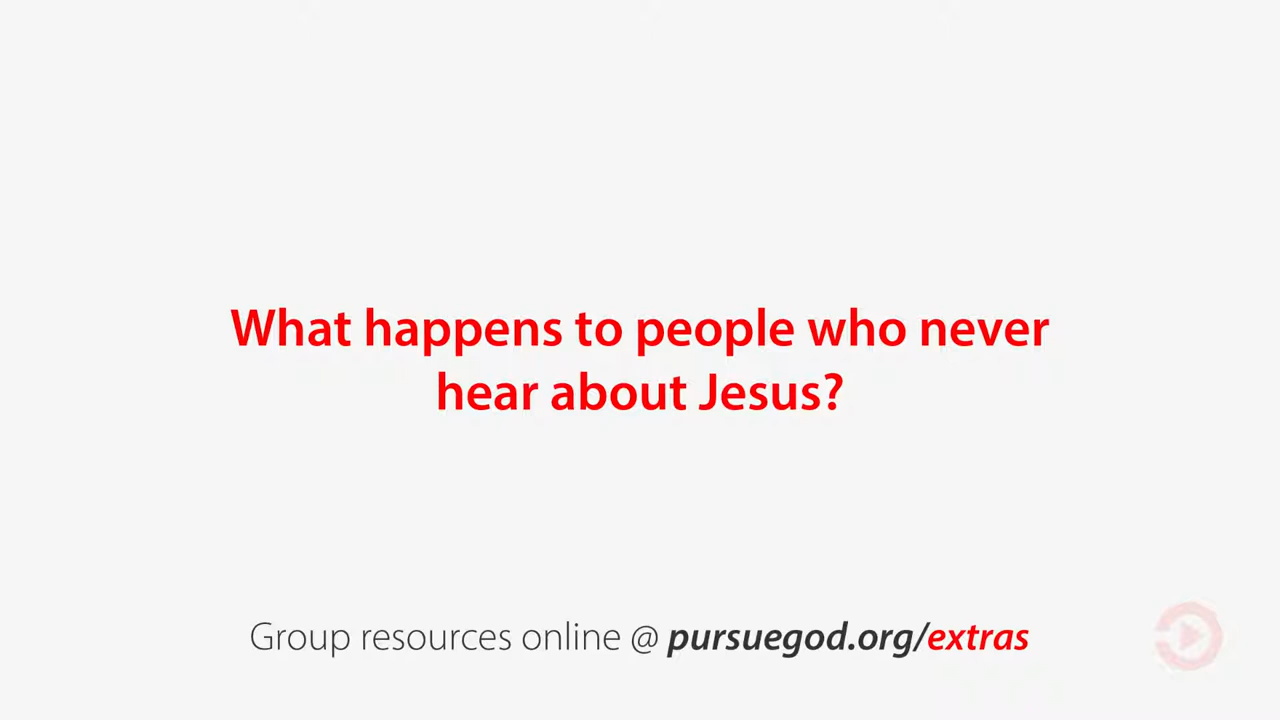 What happens to people who never
hear about Jesus?
Group resources online @ pursuegod.org/extras